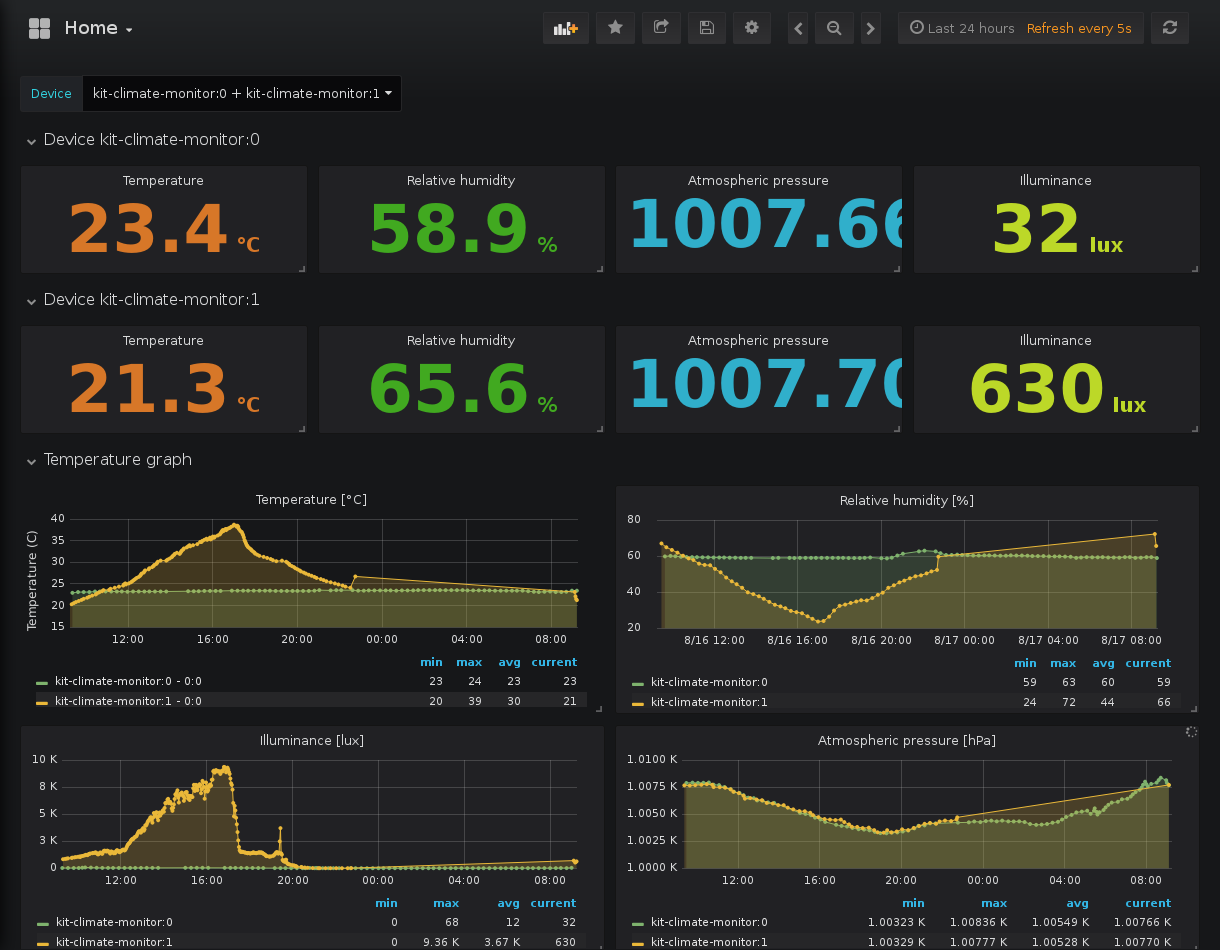 Home
Last 24 hours Refresh every 5s
Device kit-climate-monitor:0 + kit-climate-monitor:1
Device kit-climate-monitor:0
Temperature Relative humidity Atmospheric pressure Illuminance
23.4 °C 58.9 % 1007.66 32 lux
Device kit-climate-monitor:1
Temperature Relative humidity Atmospheric pressure Illuminance
21.3 °C 65.6 % 1007.70 630 lux
Temperature graph
Temperature [°C]
Temperature (C)
40
35
30
25
20
15
12:00 16:00 20:00 00:00 04:00 08:00
min max avg current
kit-climate-monitor:0 - 0:0 23 24 23 23
kit-climate-monitor:1 - 0:0 20 39 30 21
Relative humidity [%]
80
60
40
20
8/16 12:00 8/16 16:00 8/16 20:00 8/17 00:00 8/17 04:00 8/17 08:00
min max avg current
kit-climate-monitor:0 59 63 60 59
kit-climate-monitor:1 24 72 44 66
Illuminance [lux]
10 K
8 K
5 K
3 K
0
12:00 16:00 20:00 00:00 04:00 08:00
min max avg current
kit-climate-monitor:0 0 68 12 32
kit-climate-monitor:1 0 9.36 K 3.67 K 630
Atmospheric pressure [hPa]
1.0100 K
1.0075 K
1.0050 K
1.0025 K
1.0000 K
12:00 16:00 20:00 00:00 04:00 08:00
min max avg current
kit-climate-monitor:0 1.00323 K 1.00836 K 1.00549 K 1.00766 K
kit-climate-monitor:1 1.00329 K 1.00777 K 1.00528 K 1.00770 K